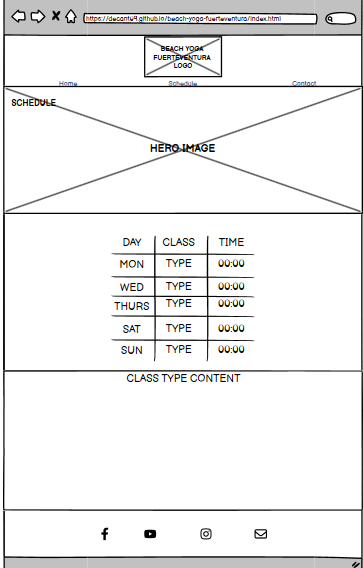 https://decantu9.github.io/beach-yoga-fuerteventura/index.html
BEACH YOGA
FUERTEVENTURA
LOGO
Home Schedule Contact
SCHEDULE
HERO IMAGE
DAY CLASS TIME
MON TYPE 00:00
WED TYPE 00:00
THURS TYPE 00:00
SAT TYPE 00:00
SUN TYPE 00:00
CLASS TYPE CONTENT